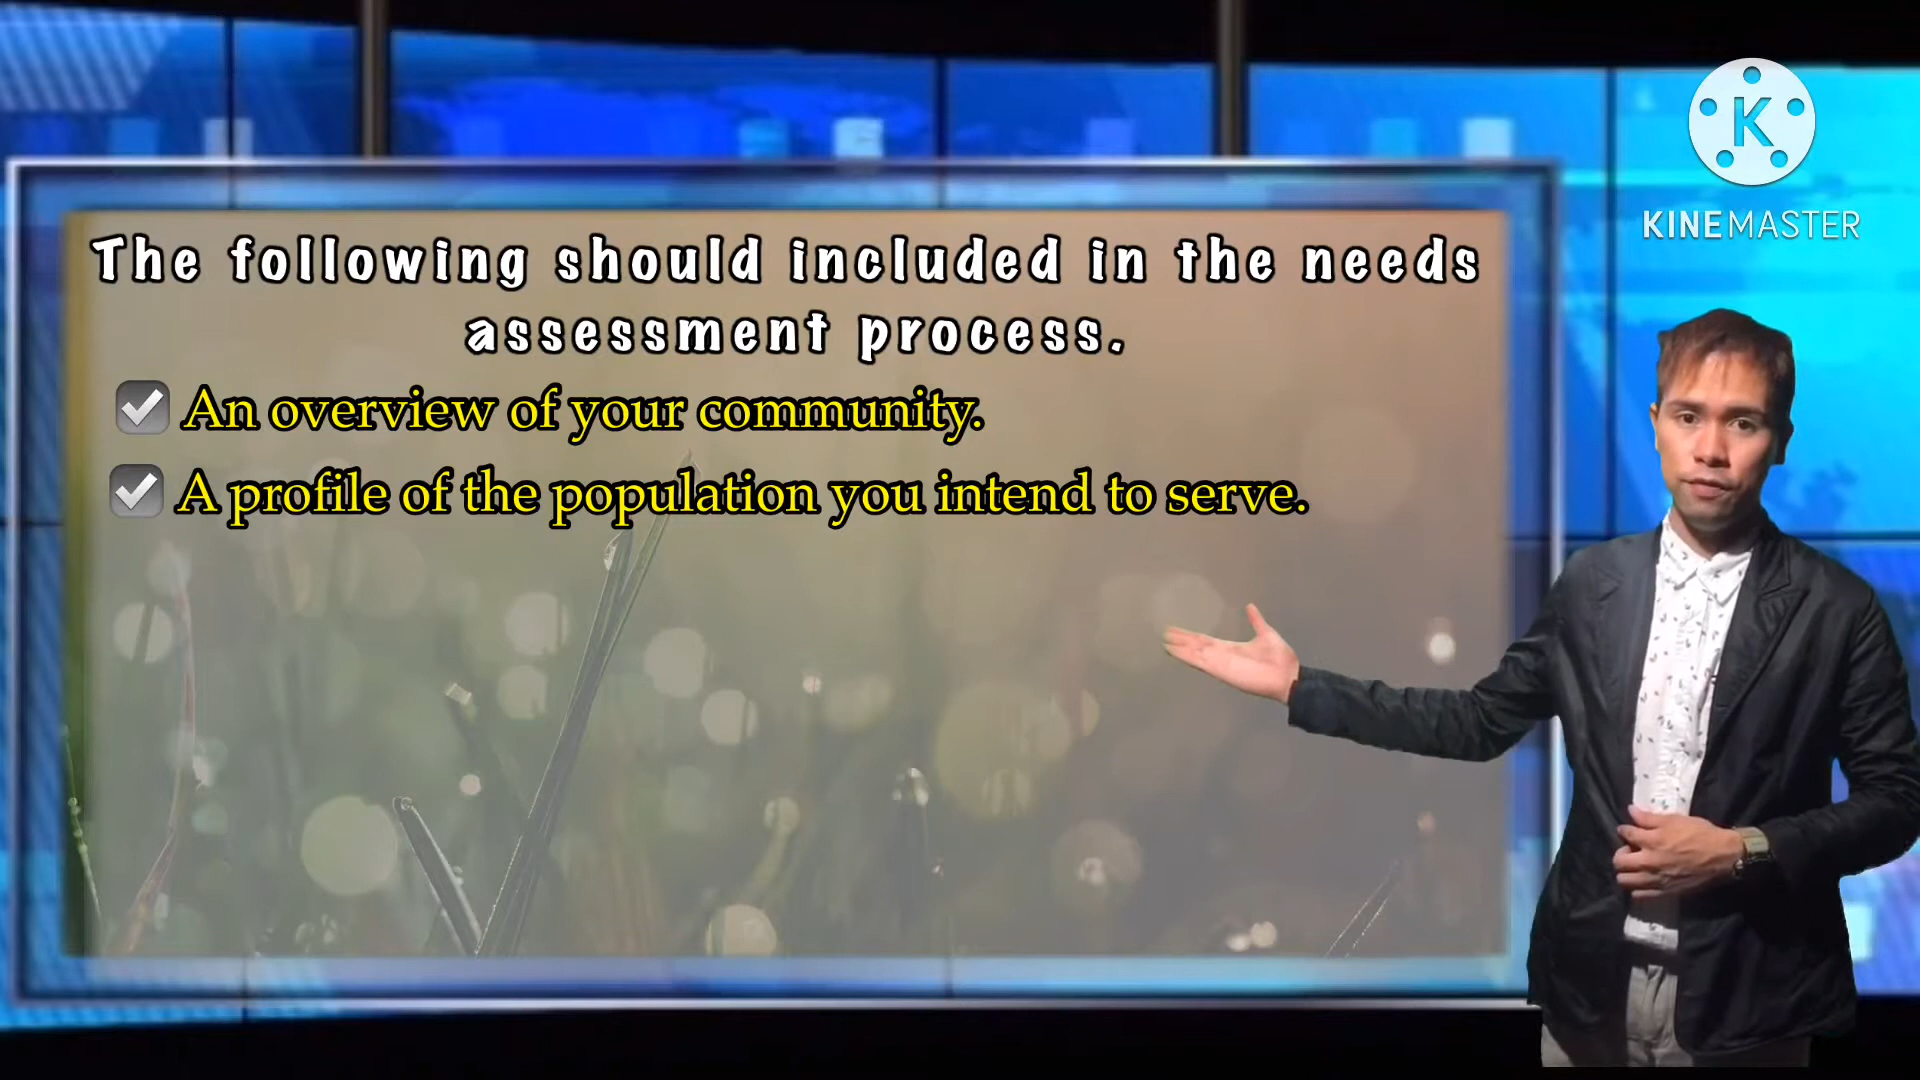 The following should included in the needs
assessment process.
An overview of your community.
A profile of the population you intend to serve.
K
KINEMASTER